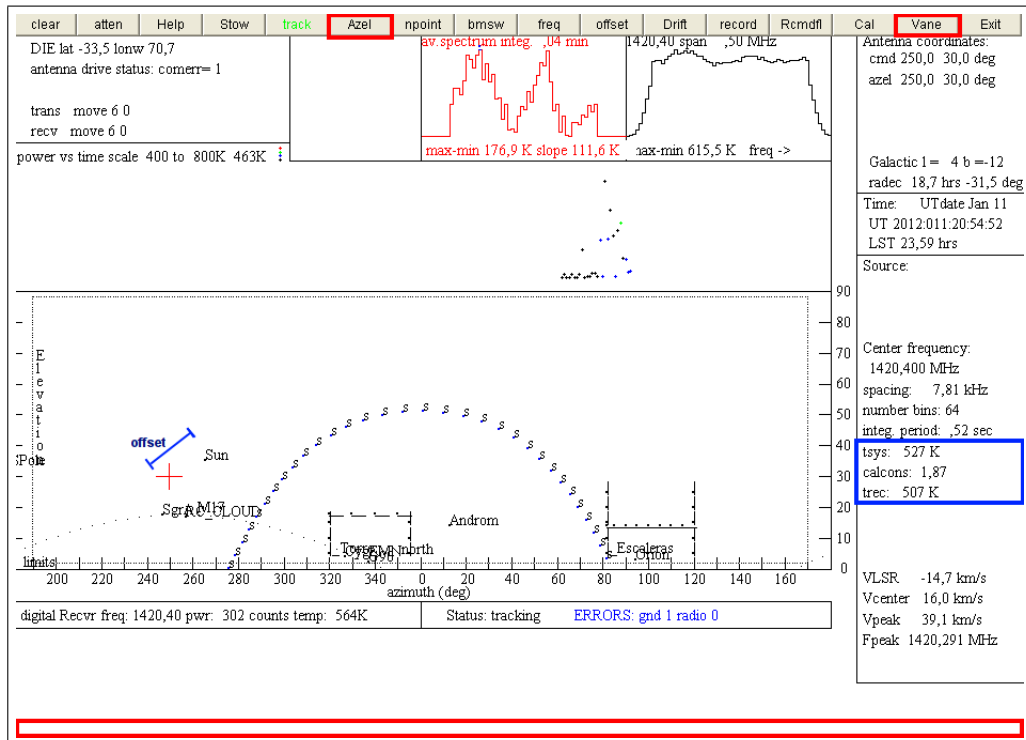 clear atten Help Stow track Azel npoint bmsw freq offset Drift record Rcmdfl Cal Vane Exit
DIE lat -33,5 lonw 70,7
antenna drive status: comerr= 1
trans move 6 0
recv move 6 0
power vs time scale 400 to 800K 463K
av.spectrum integ. ,04 min
max-min 176,9 K slope 111,6 K
1420,40 span ,50 MHz
max-min 615,5 K freq ->
Antenna coordinates:
cmd 250,0 30,0 deg
azel 250,0 30,0 deg
Galactic l = 4 b =-12
radec 18,7 hrs -31,5 deg
Time: UTdate Jan 11
UT 2012:011:20:54:52
LST 23,59 hrs
Source:
Center frequency:
1420,400 MHz
spacing: 7,81 kHz
number bins: 64
integ. period: ,52 sec
tsys: 527 K
calcons: 1,87
trec: 507 K
VLSR -14,7 km/s
Vcenter 16,0 km/s
Vpeak 39,1 km/s
Fpeak 1420,291 MHz
90
80
70
60
50
40
30
20
10
0
Elevation
offset
Sun
Pole
M17
RC_CLOUD
Androm
north
Escaleras
Orion
limits
200 220 240 260 280 300 320 340 0 20 40 60 80 100 120 140 160
azimuth (deg)
digital Recvr freq: 1420,40 pwr: 302 counts temp: 564K
Status: tracking ERRORS: gnd 1 radio 0